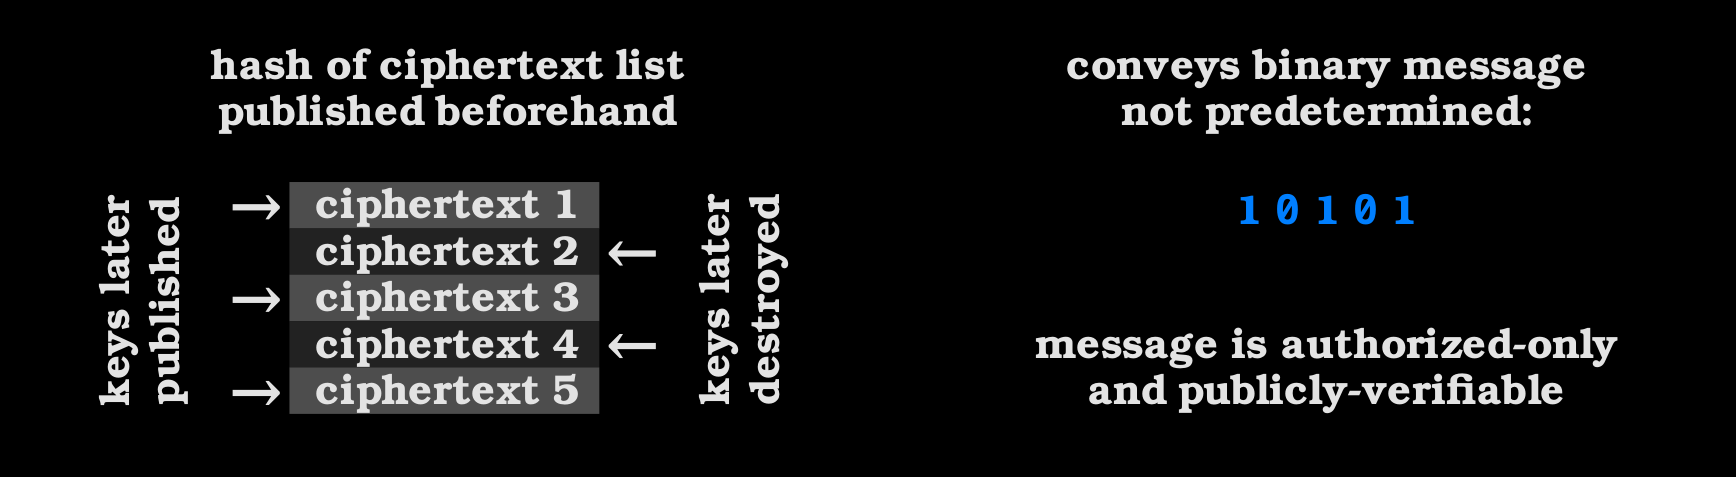 hash of ciphertext list
published beforehand
keys later
published
→ ciphertext 1
ciphertext 2 ←
→ ciphertext 3
ciphertext 4 ←
→ ciphertext 5
keys later
destroyed
conveys binary message
not predetermined:
1 0 1 0 1
message is authorized-only
and publicly-verifiable